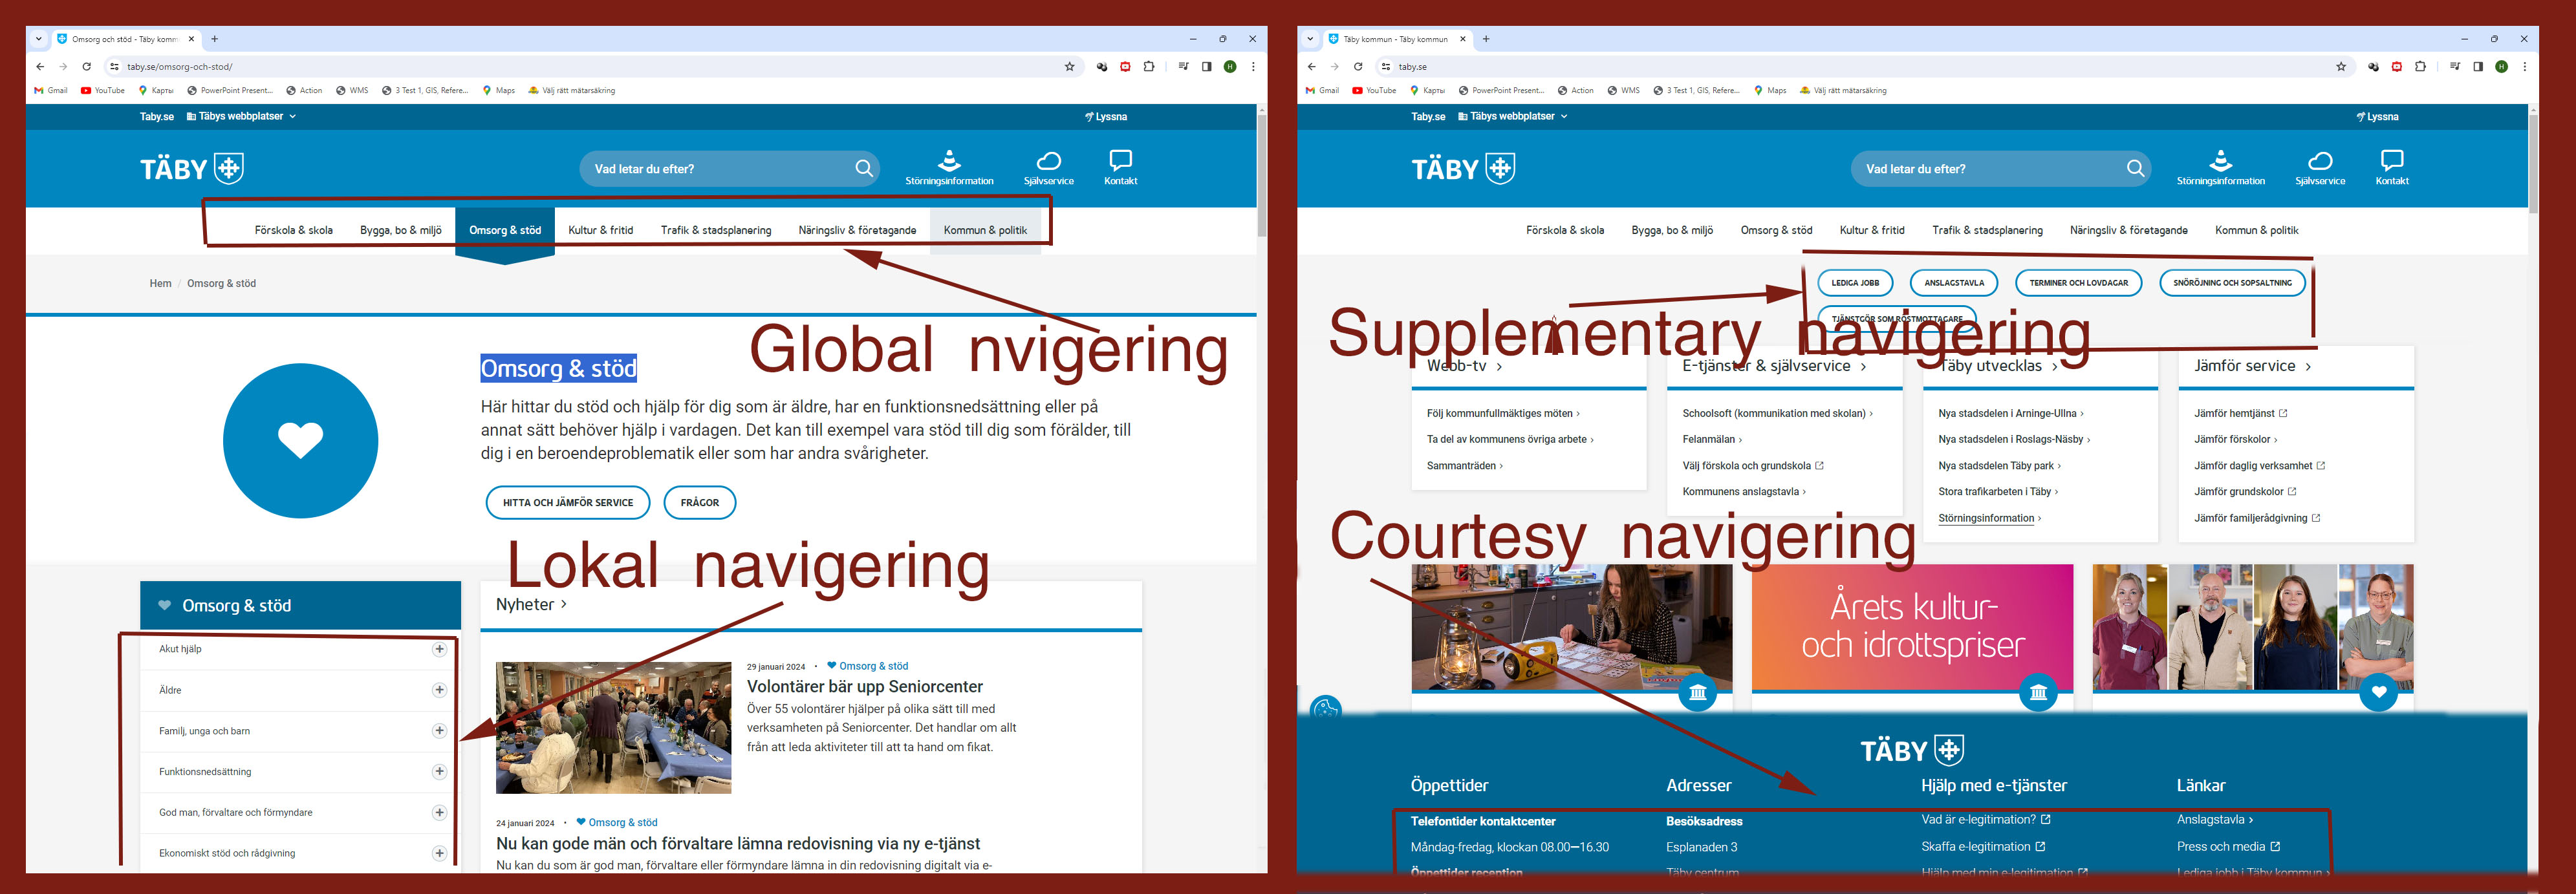 Omsorg och stöd - Täby komm
taby.se/omsorg-och-stod/
Gmail YouTube Карты PowerPoint Present... Action WMS 3 Test 1, GIS, Refere... Maps Välj rätt mätarsäkring
Taby.se Täbys webbplatser Lyssna
TÄBY Vad letar du efter? Störningsinformation Självservice Kontakt
Förskola & skola Bygga, bo & miljö Omsorg & stöd Kultur & fritid Trafik & stadsplanering Näringsliv & företagande Kommun & politik
Hem / Omsorg & stöd
Global nvigering
Omsorg & stöd
Här hittar du stöd och hjälp för dig som är äldre, har en funktionsnedsättning eller på
annat sätt behöver hjälp i vardagen. Det kan till exempel vara stöd till dig som förälder, till
dig i en beroendeproblematik eller som har andra svårigheter.
HITTA OCH JÄMFÖR SERVICE FRÅGOR
Lokal navigering
Omsorg & stöd
Akut hjälp
Äldre
Familj, unga och barn
Funktionsnedsättning
God man, förvaltare och förmyndare
Ekonomiskt stöd och rådgivning
Nyheter
29 januari 2024 • Omsorg & stöd
Volontärer bär upp Seniorcenter
Över 55 volontärer hjälper på olika sätt till med
verksamheten på Seniorcenter. Det handlar om allt
från att leda aktiviteter till att ta hand om fikat.
24 januari 2024 • Omsorg & stöd
Nu kan gode män och förvaltare lämna redovisning via ny e-tjänst
Nu kan du som är god man, förvaltare eller förmyndare lämna in din redovisning digitalt via e-
Täby kommun - Täby kommun
taby.se
Gmail YouTube Карты PowerPoint Present... Action WMS 3 Test 1, GIS, Refere... Maps Välj rätt mätarsäkring
Taby.se Täbys webbplatser Lyssna
TÄBY Vad letar du efter? Störningsinformation Självservice Kontakt
Förskola & skola Bygga, bo & miljö Omsorg & stöd Kultur & fritid Trafik & stadsplanering Näringsliv & företagande Kommun & politik
LEDIGA JOBB ANSLAGSTAVLA TERMINER OCH LOVDAGAR SNÖRÖJNING OCH SOPSALTNING
TJÄNSTGÖR SOM RÖSTMOTTAGARE
Supplementary navigering
Webb-tv
Följ kommunfullmäktiges möten
Ta del av kommunens övriga arbete
Sammanträden
E-tjänster & självservice
Schoolsoft (kommunikation med skolan)
Felanmälan
Välj förskola och grundskola
Kommunens anslagstavla
Täby utvecklas
Nya stadsdelen i Arninge-Ullna
Nya stadsdelen i Roslags-Näsby
Nya stadsdelen Täby park
Stora trafikarbeten i Täby
Störningsinformation
Jämför service
Jämför hemtjänst
Jämför förskolor
Jämför daglig verksamhet
Jämför grundskolor
Jämför familjerådgivning
Courtesy navigering
Årets kultur-
och idrottspriser
TÄBY
Öppettider
Telefontider kontaktcenter
Måndag-fredag, klockan 08.00–16.30
Öppettider reception
Adresser
Besöksadress
Esplanaden 3
Täby centrum
Hjälp med e-tjänster
Vad är e-legitimation?
Skaffa e-legitimation
Hjälp med min e-legitimation
Länkar
Anslagstavla
Press och media
Lediga jobb i Täby kommun